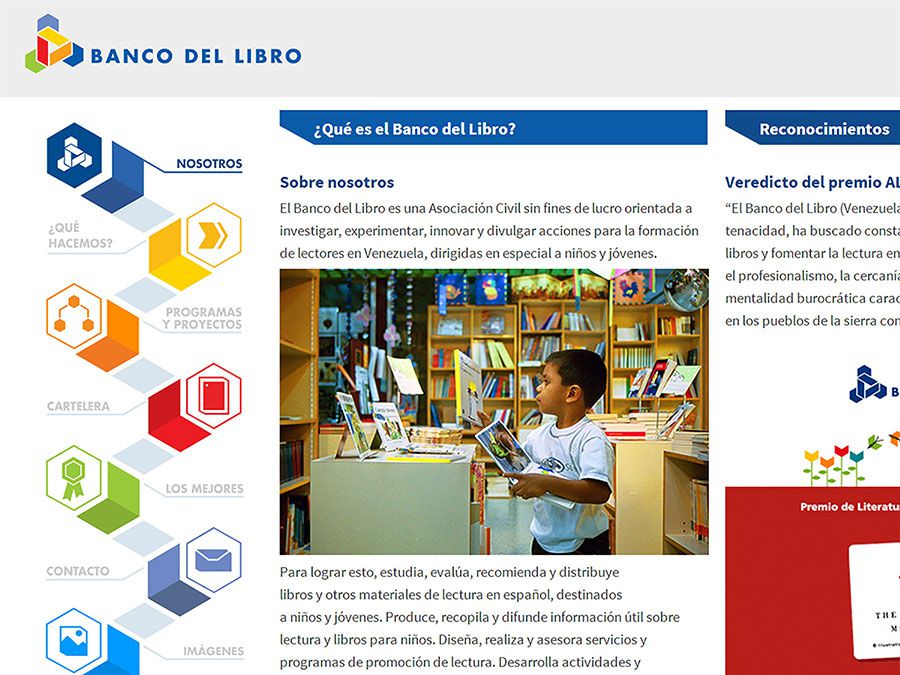 BANCO DEL LIBRO
NOSOTROS
¿QUÉ
HACEMOS?
PROGRAMAS
Y PROYECTOS
CARTELERA
LOS MEJORES
CONTACTO
IMÁGENES
¿Qué es el Banco del Libro?
Sobre nosotros
El Banco del Libro es una Asociación Civil sin fines de lucro orientada a
investigar, experimentar, innovar y divulgar acciones para la formación
de lectores en Venezuela, dirigidas en especial a niños y jóvenes.
Para lograr esto, estudia, evalúa, recomienda y distribuye
libros y otros materiales de lectura en español, destinados
a niños y jóvenes. Produce, recopila y difunde información útil sobre
lectura y libros para niños. Diseña, realiza y asesora servicios y
programas de promoción de lectura. Desarrolla actividades y
Reconocimientos
Veredicto del premio AL
“El Banco del Libro (Venezuela
tenacidad, ha buscado consta
libros y fomentar la lectura en
el profesionalismo, la cercanía
mentalidad burocrática carac
en los pueblos de la sierra con
B
Premio de Literatu
THE
M